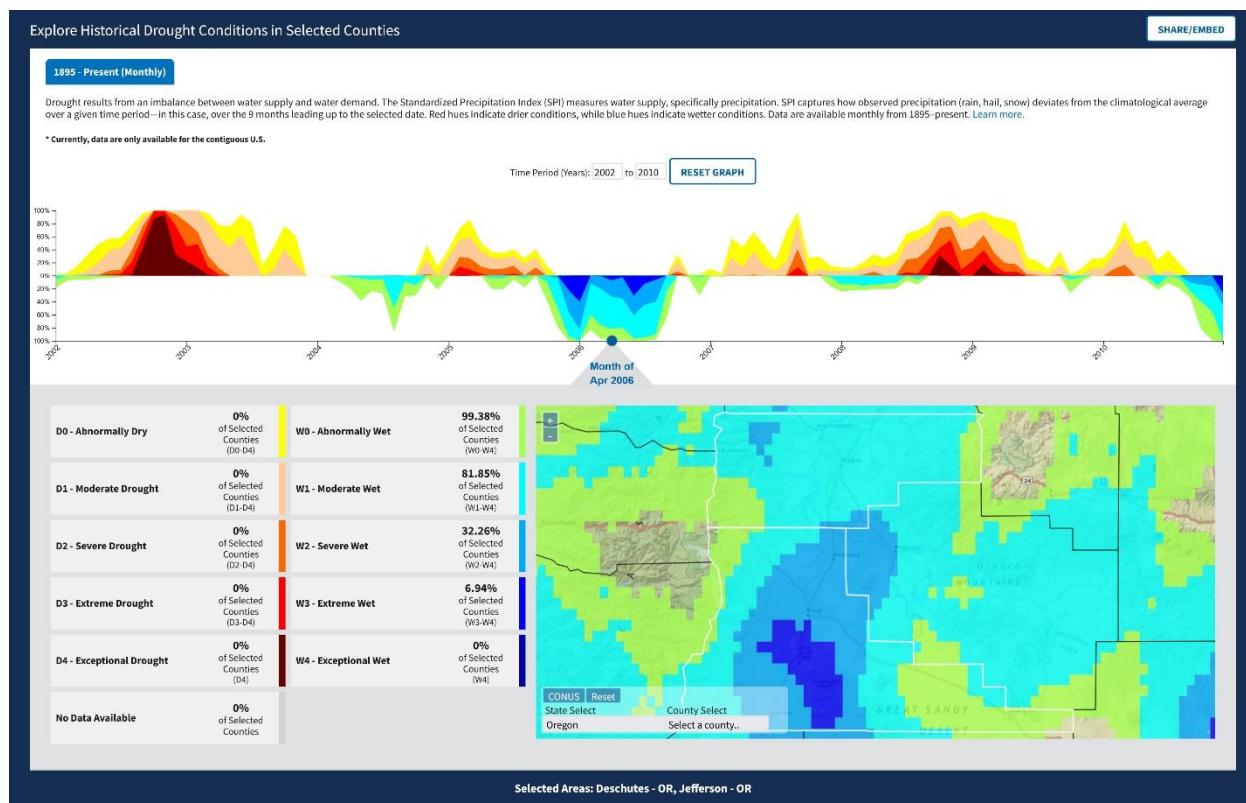 Explore Historical Drought Conditions in Selected Counties
SHARE/EMBED
1895 - Present (Monthly)
Drought results from an imbalance between water supply and water demand. The Standardized Precipitation Index (SPI) measures water supply, specifically precipitation. SPI captures how observed precipitation (rain, hail, snow) deviates from the climatological average
over a given time period—in this case, over the 9 months leading up to the selected date. Red hues indicate drier conditions, while blue hues indicate wetter conditions. Data are available monthly from 1895–present. Learn more.
* Currently, data are only available for the contiguous U.S.
Time Period (Years): 2002 to 2010 RESET GRAPH
100%
80%
60%
40%
20%
0%
20%
40%
60%
80%
100%
2002 2003 2004 2005 2006 2007 2008 2009 2010
Month of
Apr 2006
D0 - Abnormally Dry
0%
of Selected
Counties
(D0-D4)
W0 - Abnormally Wet
99.38%
of Selected
Counties
(W0-W4)
D1 - Moderate Drought
0%
of Selected
Counties
(D1-D4)
W1 - Moderate Wet
81.85%
of Selected
Counties
(W1-W4)
D2 - Severe Drought
0%
of Selected
Counties
(D2-D4)
W2 - Severe Wet
32.26%
of Selected
Counties
(W2-W4)
D3 - Extreme Drought
0%
of Selected
Counties
(D3-D4)
W3 - Extreme Wet
6.94%
of Selected
Counties
(W3-W4)
D4 - Exceptional Drought
0%
of Selected
Counties
(D4)
W4 - Exceptional Wet
0%
of Selected
Counties
(W4)
No Data Available
0%
of Selected
Counties
+
-
726
OCHOCO
MOUNTAINS
GREAT SANDY
DESERT
CONUS Reset
State Select County Select
Oregon Select a county..
Selected Areas: Deschutes - OR, Jefferson - OR